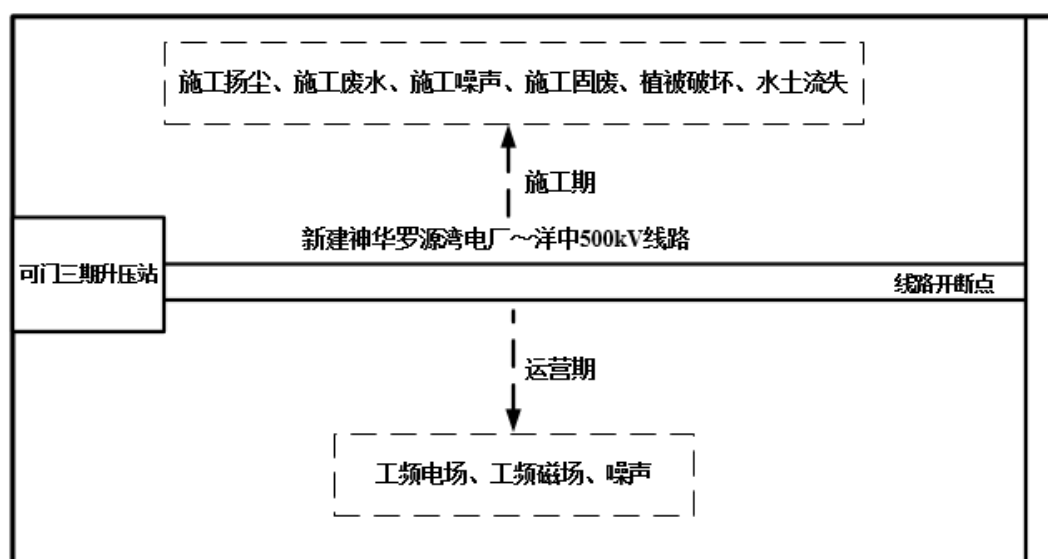 施工扬尘、施工废水、施工噪声、施工固废、植被破坏、水土流失
施工期
新建神华罗源湾电厂～洋中500kV线路
可门三期升压站
线路开断点
运营期
工频电场、工频磁场、噪声